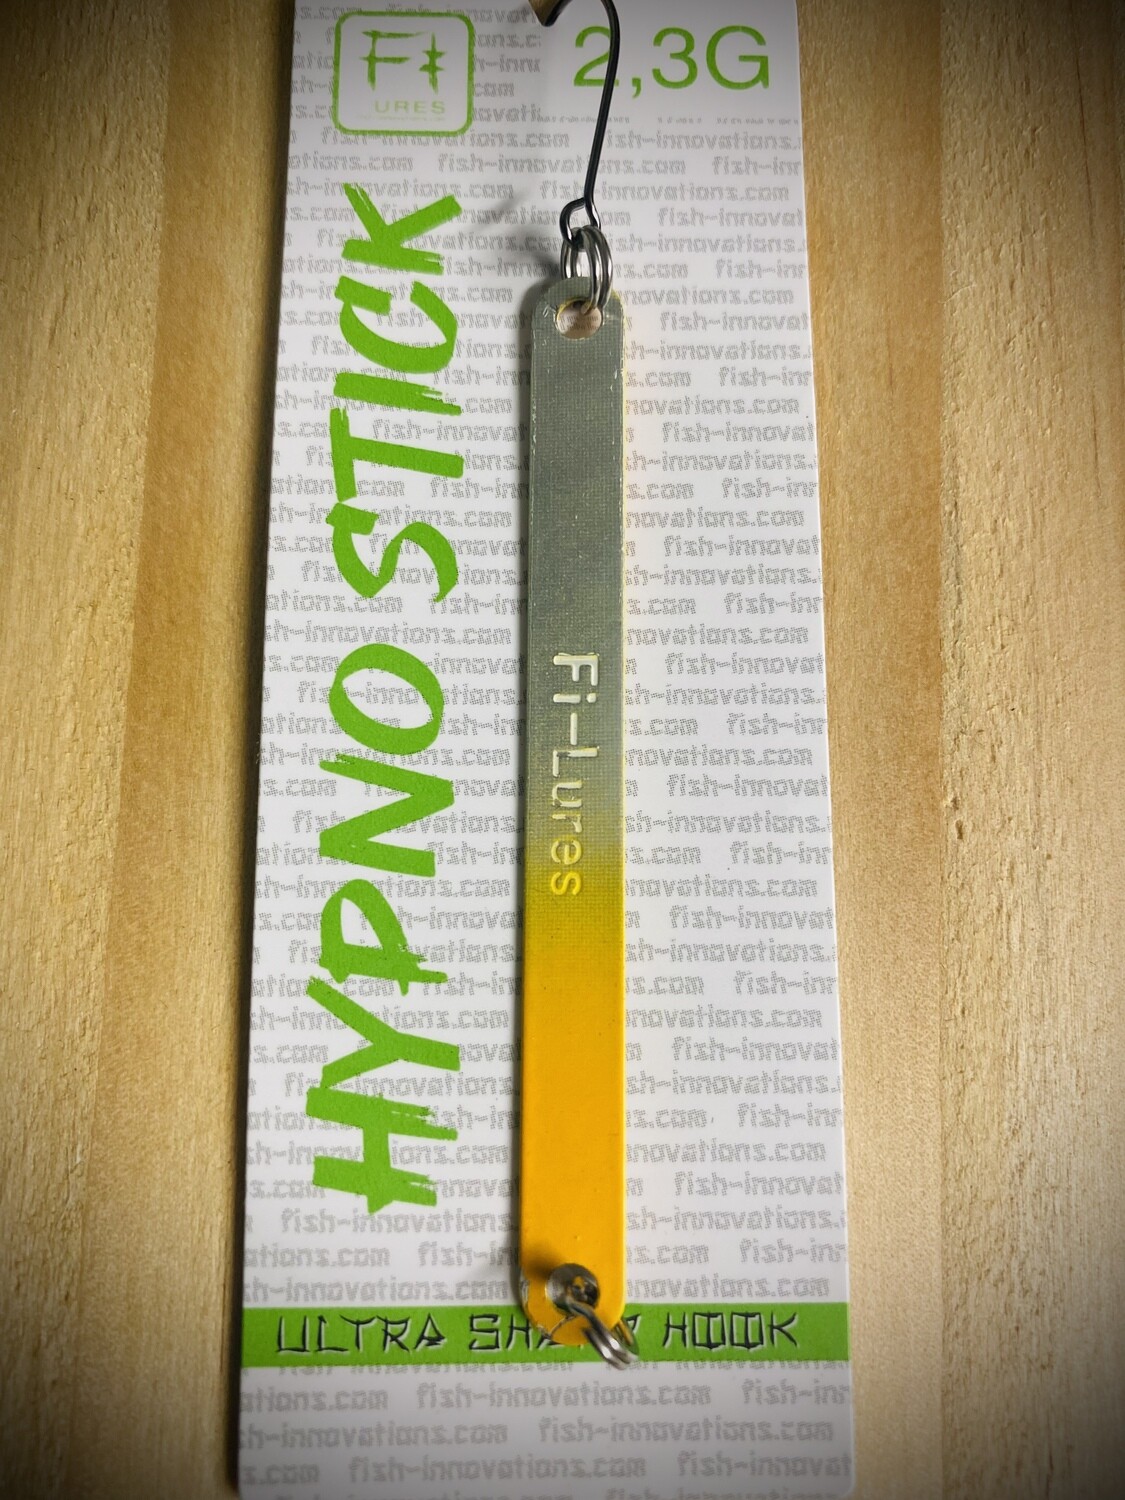 Fi
URES
2,3G
HYPNO STICK
Fi-Lures
fish-innovations.com
ULTRA SHARP HOOK